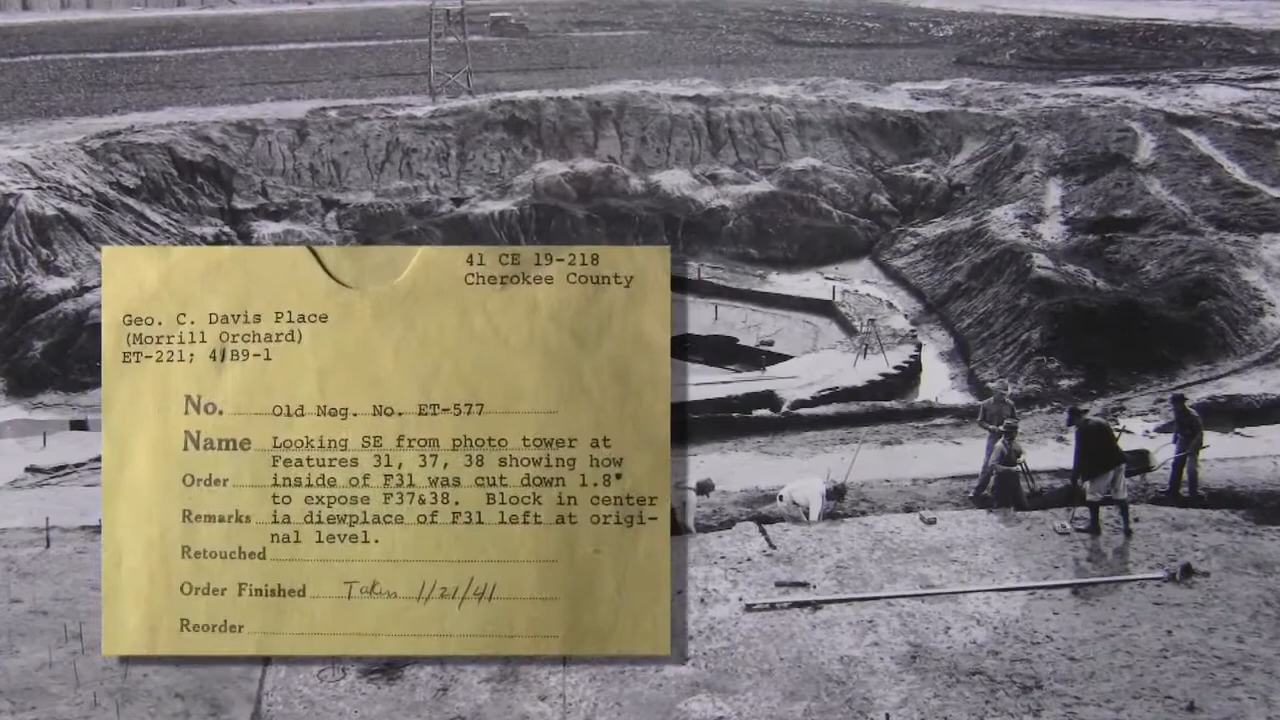 41 CE 19-218
Cherokee County
Geo. C. Davis Place
(Morrill Orchard)
ET-221; 4/B9-1
No. Old Neg. No. ET-577
Name Looking SE from photo tower at
Features 31, 37, 38 showing how
Order inside of F31 was cut down 1.8"
to expose F37&38. Block in center
Remarks ia diewplace of F31 left at origi-
nal level.
Retouched
Order Finished Taken 1/21/41
Reorder